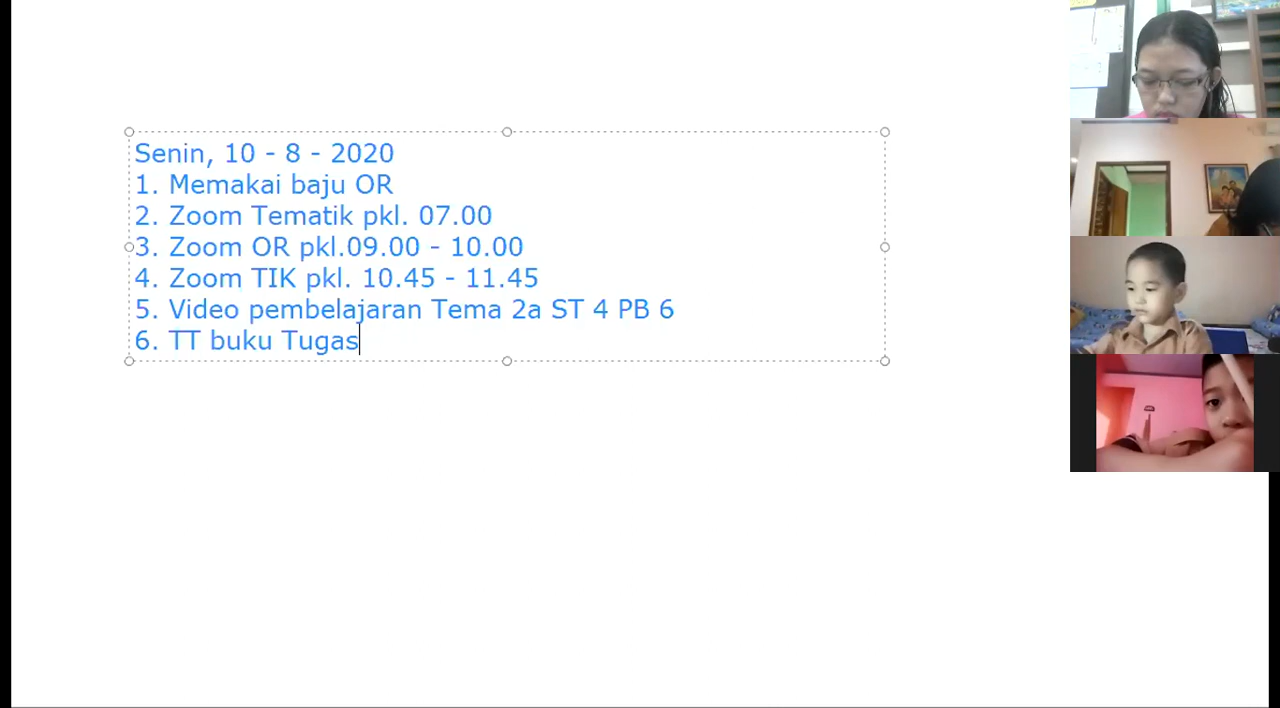 Senin, 10 - 8 - 2020
1. Memakai baju OR
2. Zoom Tematik pkl. 07.00
3. Zoom OR pkl.09.00 - 10.00
4. Zoom TIK pkl. 10.45 - 11.45
5. Video pembelajaran Tema 2a ST 4 PB 6
6. TT buku Tugas